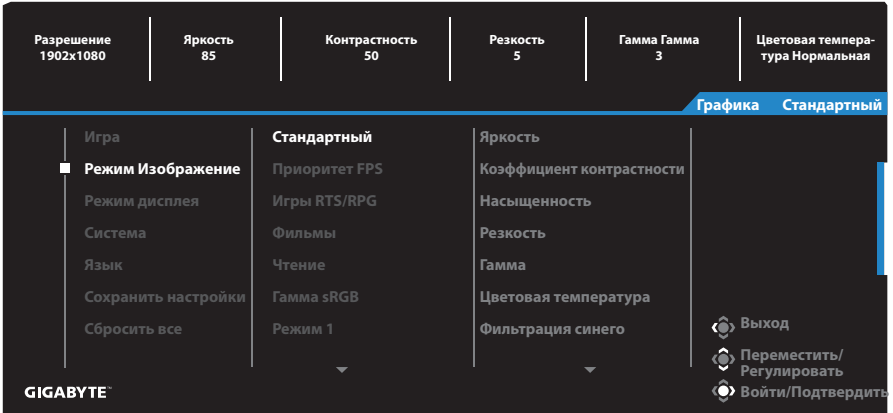 Разрешение
1902x1080
Яркость
85
Контрастность
50
Резкость
5
Гамма Гамма
3
Цветовая темпера-
тура Нормальная
Графика Стандартный
Игра
Режим Изображение
Режим дисплея
Система
Язык
Сохранить настройки
Сбросить все
Стандартный
Приоритет FPS
Игры RTS/RPG
Фильмы
Чтение
Гамма sRGB
Режим 1
Яркость
Коэффициент контрастности
Насыщенность
Резкость
Гамма
Цветовая температура
Фильтрация синего
Выход
Переместить/
Регулировать
Войти/Подтвердить
GIGABYTE™